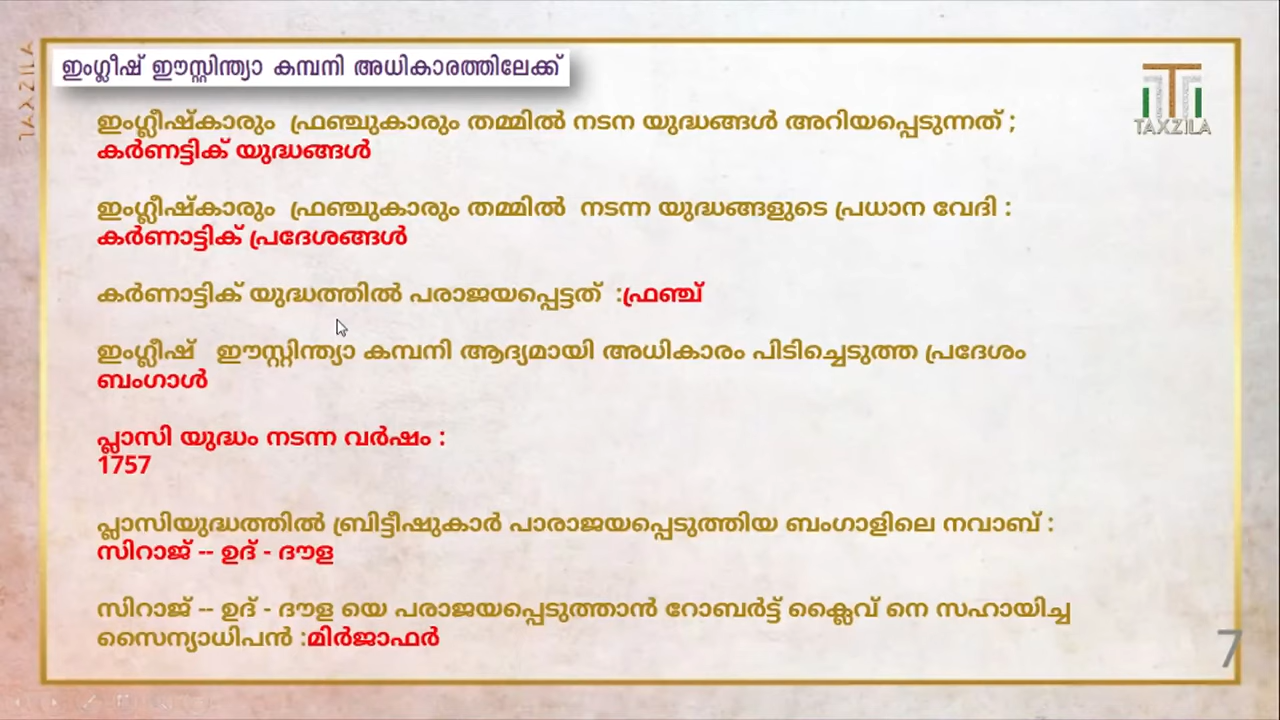 TAXZILA
ഇംഗ്ലീഷ് ഈസ്റ്റിന്ത്യാ കമ്പനി അധികാരത്തിലേക്ക്
TAXZILA
ഇംഗ്ലീഷ്കാരും ഫ്രഞ്ചുകാരും തമ്മിൽ നടന യുദ്ധങ്ങൾ അറിയപ്പെടുന്നത് ;
കർണട്ടിക് യുദ്ധങ്ങൾ
ഇംഗ്ലീഷ്കാരും ഫ്രഞ്ചുകാരും തമ്മിൽ നടന്ന യുദ്ധങ്ങളുടെ പ്രധാന വേദി :
കർണാട്ടിക് പ്രദേശങ്ങൾ
കർണാട്ടിക് യുദ്ധത്തിൽ പരാജയപ്പെട്ടത് :ഫ്രഞ്ച്
ഇംഗ്ലീഷ് ഈസ്റ്റിന്ത്യാ കമ്പനി ആദ്യമായി അധികാരം പിടിച്ചെടുത്ത പ്രദേശം
ബംഗാൾ
പ്ലാസി യുദ്ധം നടന്ന വർഷം :
1757
പ്ലാസിയുദ്ധത്തിൽ ബ്രിട്ടീഷുകാർ പാരാജയപ്പെടുത്തിയ ബംഗാളിലെ നവാബ് :
സിറാജ് -- ഉദ് - ദൗള
സിറാജ് -- ഉദ് - ദൗള യെ പരാജയപ്പെടുത്താൻ റോബർട്ട് ക്ലൈവ് നെ സഹായിച്ച
സൈന്യാധിപൻ :മിർജാഫർ
7